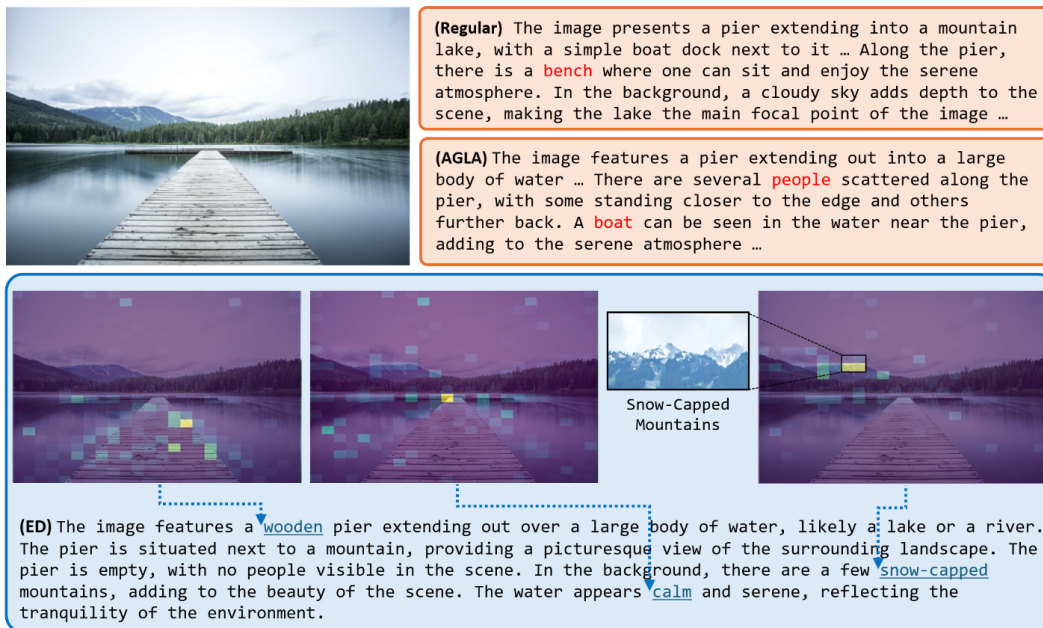 (Regular) The image presents a pier extending into a mountain
lake, with a simple boat dock next to it … Along the pier,
there is a bench where one can sit and enjoy the serene
atmosphere. In the background, a cloudy sky adds depth to the
scene, making the lake the main focal point of the image …
(AGLA) The image features a pier extending out into a large
body of water … There are several people scattered along the
pier, with some standing closer to the edge and others
further back. A boat can be seen in the water near the pier,
adding to the serene atmosphere …
Snow-Capped
Mountains
(ED) The image features a wooden pier extending out over a large body of water, likely a lake or a river.
The pier is situated next to a mountain, providing a picturesque view of the surrounding landscape. The
pier is empty, with no people visible in the scene. In the background, there are a few snow-capped
mountains, adding to the beauty of the scene. The water appears calm and serene, reflecting the
tranquility of the environment.